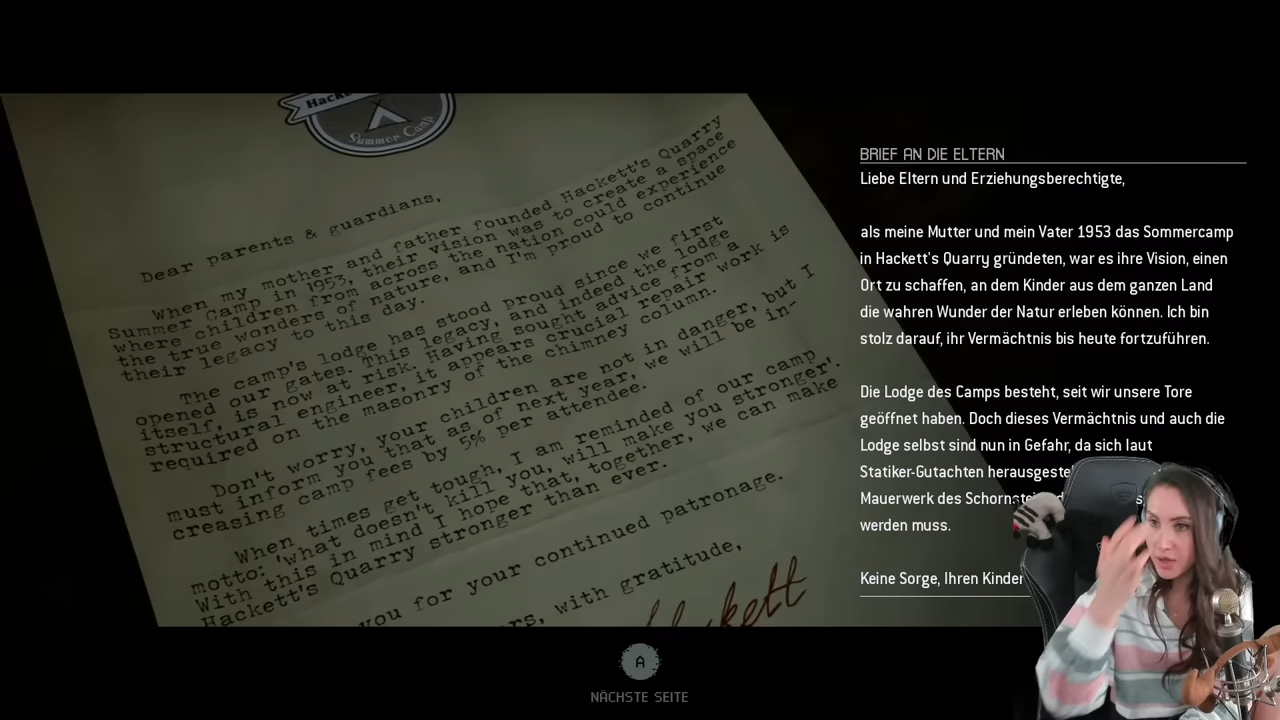 Hacke
Summer Camp
Dear parents & guardians,
When my mother and father founded Hackett's Quarry
Summer Camp in 1953, their vision was to create a space
where children from across the nation could experience
the true wonders of nature, and I'm proud to continue
their legacy to this day.
The camp's lodge has stood proud since we first
opened our gates. This legacy, and indeed the lodge
itself, is now at risk. Having sought advice from a
structural engineer, it appears crucial repair work is
required on the masonry of the chimney column.
Don't worry, your children are not in danger, but I
must inform you that as of next year, we will be in-
creasing camp fees by 5% per attendee.
When times get tough, I am reminded of our camp
motto: 'what doesn't kill you, will make you stronger'.
With this in mind I hope that, together, we can make
Hackett's Quarry stronger than ever.
you for your continued patronage.
rs, with gratitude,
Hackett
BRIEF AN DIE ELTERN
Liebe Eltern und Erziehungsberechtigte,
als meine Mutter und mein Vater 1953 das Sommercamp
in Hackett's Quarry gründeten, war es ihre Vision, einen
Ort zu schaffen, an dem Kinder aus dem ganzen Land
die wahren Wunder der Natur erleben können. Ich bin
stolz darauf, ihr Vermächtnis bis heute fortzuführen.
Die Lodge des Camps besteht, seit wir unsere Tore
geöffnet haben. Doch dieses Vermächtnis und auch die
Lodge selbst sind nun in Gefahr, da sich laut
Statiker-Gutachten herausgestel
Mauerwerk des Schornstein
werden muss.
Keine Sorge, Ihren Kinder
A
NÄCHSTE SEITE